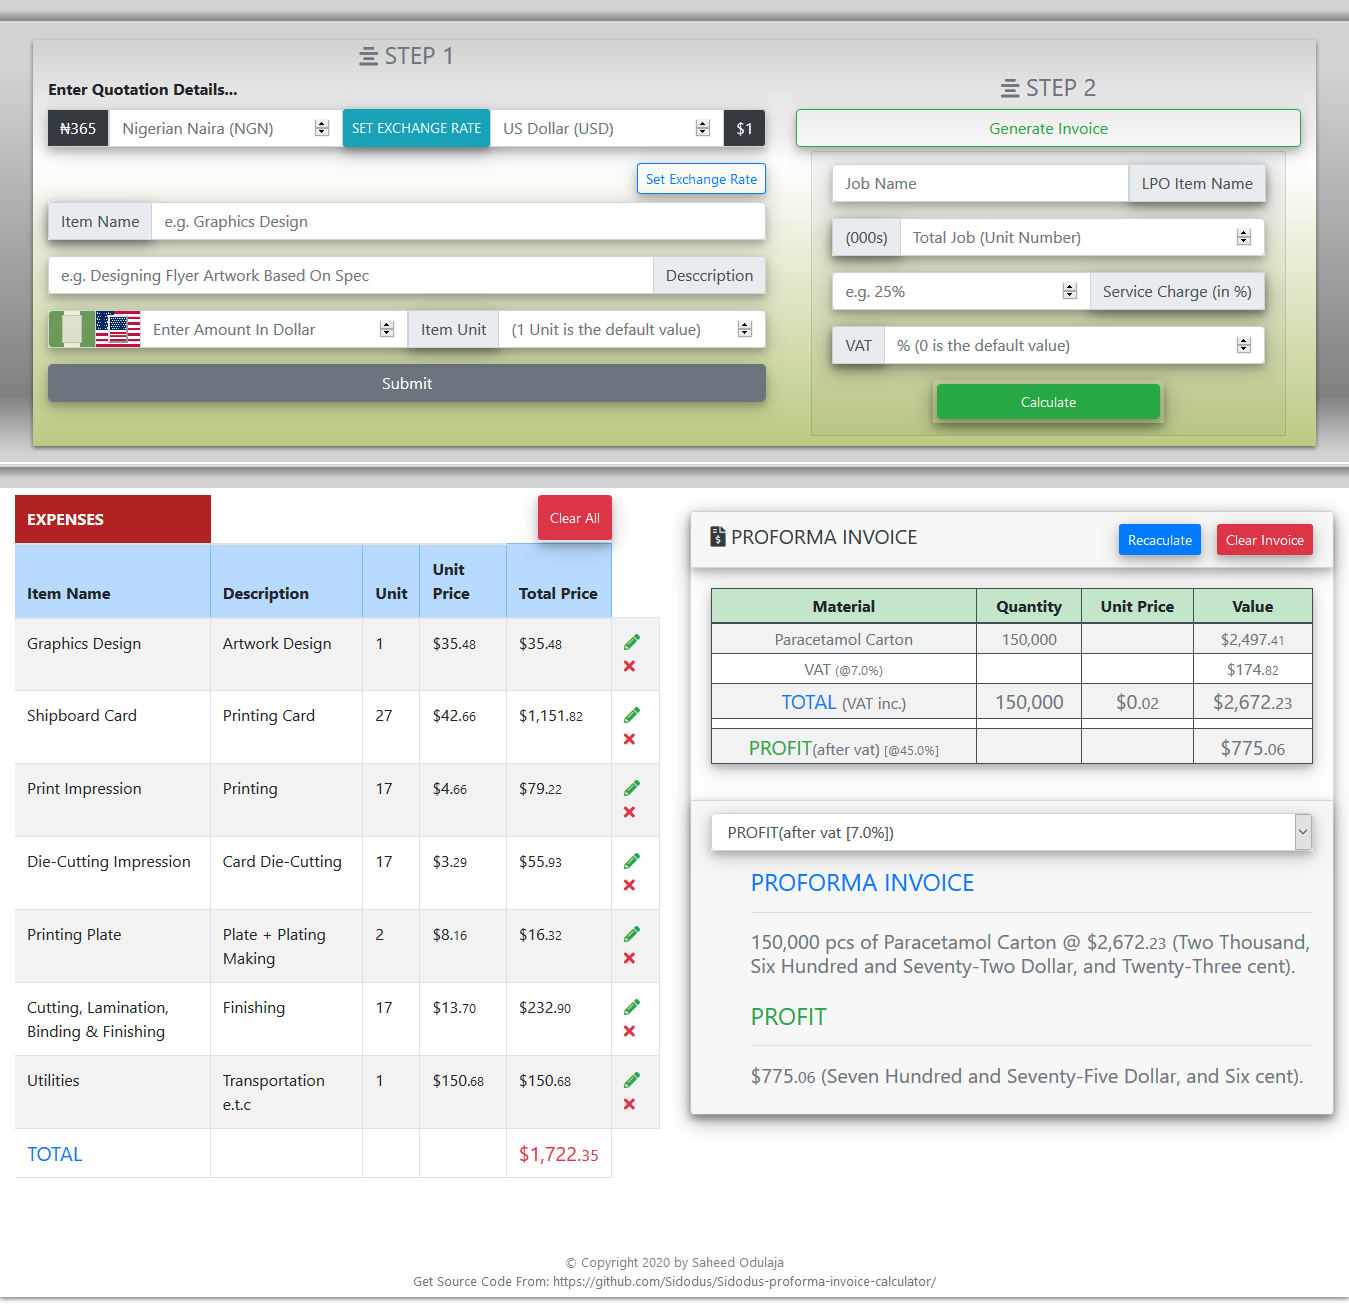 STEP 1
Enter Quotation Details...
₦365 Nigerian Naira (NGN) SET EXCHANGE RATE US Dollar (USD) $1
Set Exchange Rate
Item Name e.g. Graphics Design
e.g. Designing Flyer Artwork Based On Spec Desccription
Enter Amount In Dollar Item Unit (1 Unit is the default value)
Submit
STEP 2
Generate Invoice
Job Name LPO Item Name
(000s) Total Job (Unit Number)
e.g. 25% Service Charge (in %)
VAT % (0 is the default value)
Calculate
EXPENSES Clear All
Item Name Description Unit Unit Price Total Price
Graphics Design Artwork Design 1 $35.48 $35.48
Shipboard Card Printing Card 27 $42.66 $1,151.82
Print Impression Printing 17 $4.66 $79.22
Die-Cutting Impression Card Die-Cutting 17 $3.29 $55.93
Printing Plate Plate + Plating 2 $8.16 $16.32
Making
Cutting, Lamination, Finishing 17 $13.70 $232.90
Binding & Finishing
Utilities Transportation 1 $150.68 $150.68
e.t.c
TOTAL $1,722.35
PROFORMA INVOICE Recaculate Clear Invoice
Material Quantity Unit Price Value
Paracetamol Carton 150,000 $2,497.41
VAT (@7.0%) $174.82
TOTAL (VAT inc.) 150,000 $0.02 $2,672.23
PROFIT(after vat) [@45.0%] $775.06
PROFIT(after vat [7.0%])
PROFORMA INVOICE
150,000 pcs of Paracetamol Carton @ $2,672.23 (Two Thousand,
Six Hundred and Seventy-Two Dollar, and Twenty-Three cent).
PROFIT
$775.06 (Seven Hundred and Seventy-Five Dollar, and Six cent).
© Copyright 2020 by Saheed Odulaja
Get Source Code From: https://github.com/Sidodus/Sidodus-proforma-invoice-calculator/